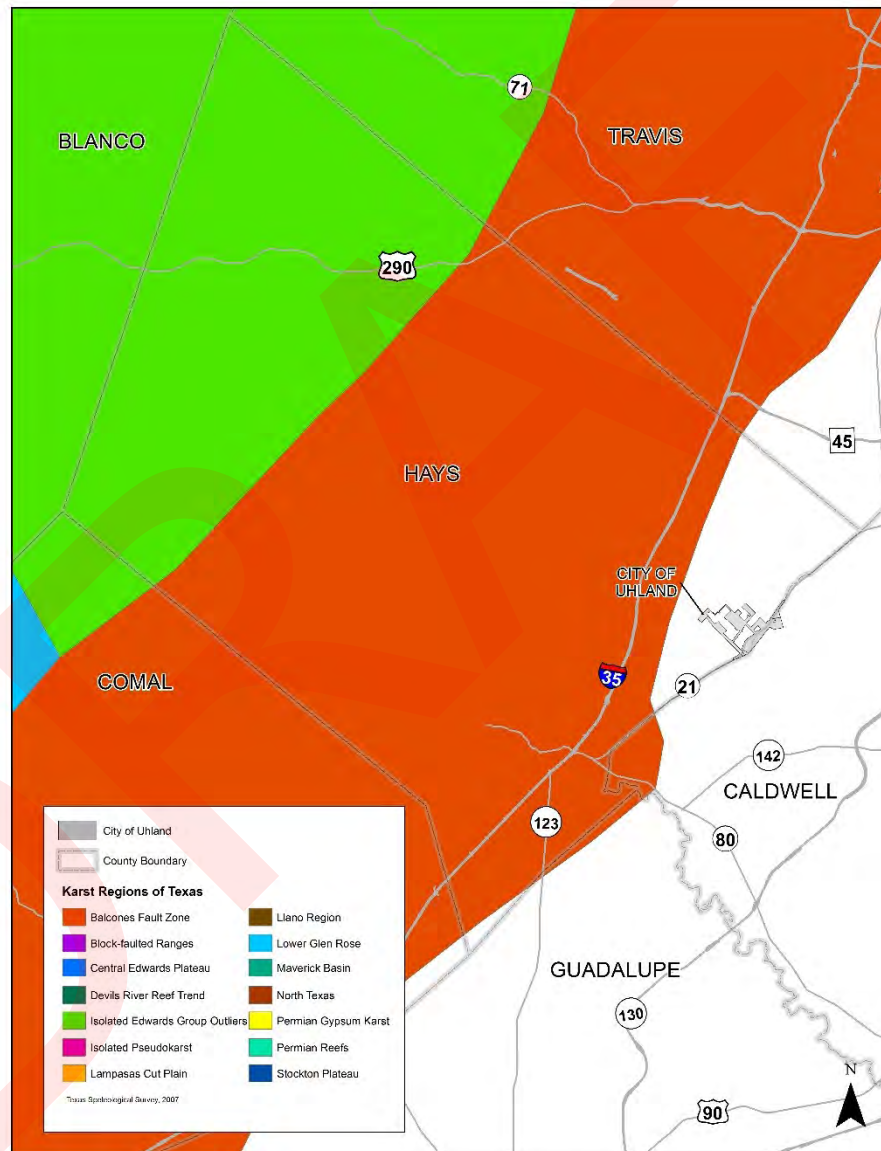 71
BLANCO
TRAVIS
290
HAYS
45
CITY OF
UHLAND
COMAL
35
21
142
CALDWELL
123
80
GUADALUPE
130
90
N
City of Uhland
County Boundary
Karst Regions of Texas
Balcones Fault Zone
Block-faulted Ranges
Central Edwards Plateau
Devils River Reef Trend
Isolated Edwards Group Outliers
Isolated Pseudokarst
Lampasas Cut Plain
Llano Region
Lower Glen Rose
Maverick Basin
North Texas
Permian Gypsum Karst
Permian Reefs
Stockton Plateau
Texas Speleological Survey, 2007
DRAFT